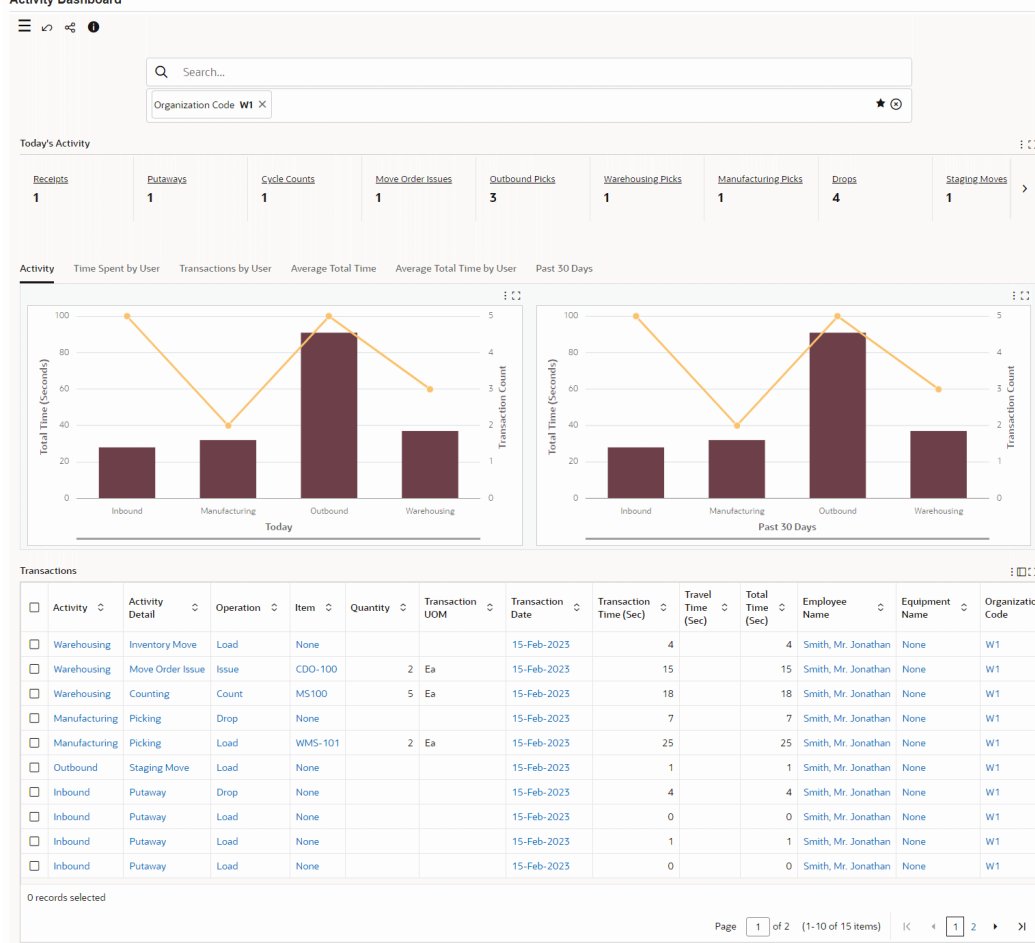 Activity Dashboard
Search...
Organization Code W1
Today's Activity
Receipts Putaways Cycle Counts Move Order Issues Outbound Picks Warehousing Picks Manufacturing Picks Drops Staging Moves
1 1 1 1 3 1 1 4 1
Activity Time Spent by User Transactions by User Average Total Time Average Total Time by User Past 30 Days
Total Time (Seconds)
100
80
60
40
20
0
5
4
3
2
1
0
Transaction Count
Inbound Manufacturing Outbound Warehousing
Today
Total Time (Seconds)
100
80
60
40
20
0
5
4
3
2
1
0
Transaction Count
Inbound Manufacturing Outbound Warehousing
Past 30 Days
Transactions
Activity Activity Detail Operation Item Quantity Transaction UOM Transaction Date Transaction Time (Sec) Travel Time (Sec) Total Time (Sec) Employee Name Equipment Name Organizatio Code
Warehousing Inventory Move Load None 15-Feb-2023 4 4 Smith, Mr. Jonathan None W1
Warehousing Move Order Issue Issue CDO-100 2 Ea 15-Feb-2023 15 15 Smith, Mr. Jonathan None W1
Warehousing Counting Count MS100 5 Ea 15-Feb-2023 18 18 Smith, Mr. Jonathan None W1
Manufacturing Picking Drop None 15-Feb-2023 7 7 Smith, Mr. Jonathan None W1
Manufacturing Picking Load WMS-101 2 Ea 15-Feb-2023 25 25 Smith, Mr. Jonathan None W1
Outbound Staging Move Load None 15-Feb-2023 1 1 Smith, Mr. Jonathan None W1
Inbound Putaway Drop None 15-Feb-2023 4 4 Smith, Mr. Jonathan None W1
Inbound Putaway Load None 15-Feb-2023 0 0 Smith, Mr. Jonathan None W1
Inbound Putaway Load None 15-Feb-2023 1 1 Smith, Mr. Jonathan None W1
Inbound Putaway Load None 15-Feb-2023 0 0 Smith, Mr. Jonathan None W1
0 records selected
Page 1 of 2 (1-10 of 15 items) 1 2